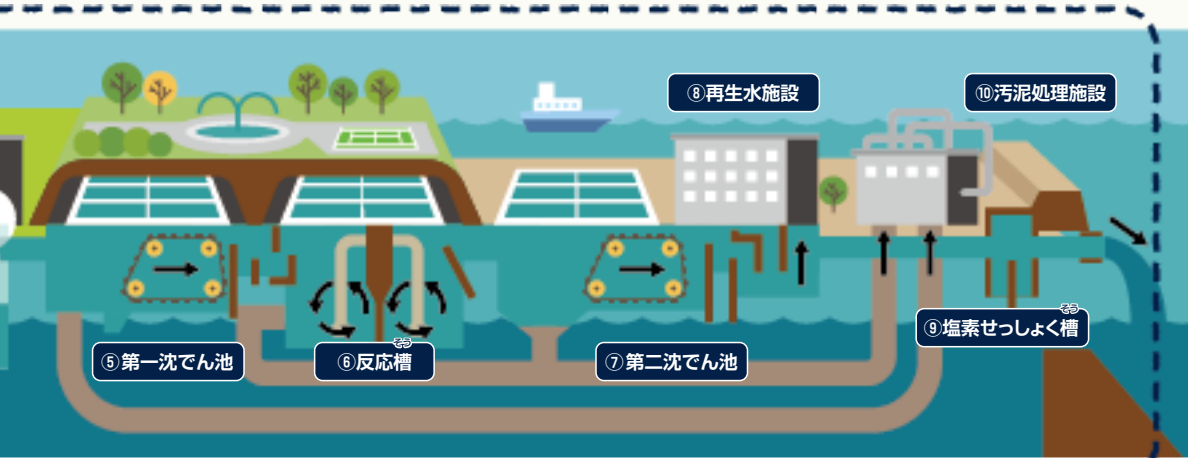 ⑧再生水施設
⑩汚泥処理施設
⑨塩素せっしょく槽
そう
⑤第一沈でん池
⑥反応槽
そう
⑦第二沈でん池